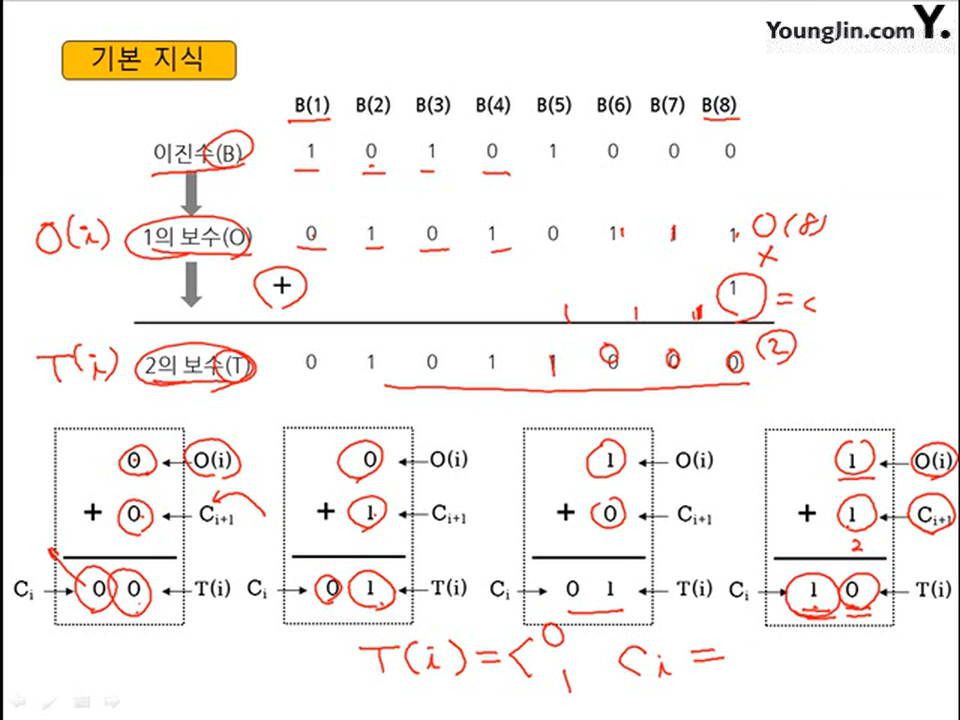 YoungJin.com Y.
기본 지식
B(1) B(2) B(3) B(4) B(5) B(6) B(7) B(8)
이진수(B) 1 0 1 0 1 0 0 0
O(i) 1의 보수(O) 0 1 0 1 0 1 1 1 O(8)
+
+ 1 = c
1 1 1
T(i) 2의 보수(T) 0 1 0 1 1 0 0 0 (2)
0 O(i) 0 O(i) 1 O(i) 1 O(i)
+ 0 Ci+1 + 1 Ci+1 + 0 Ci+1 + 1 Ci+1
2
Ci 0 0 T(i) Ci 0 1 T(i) Ci 0 1 T(i) Ci 1 0 T(i)
T(i) = < 0 1 Ci =